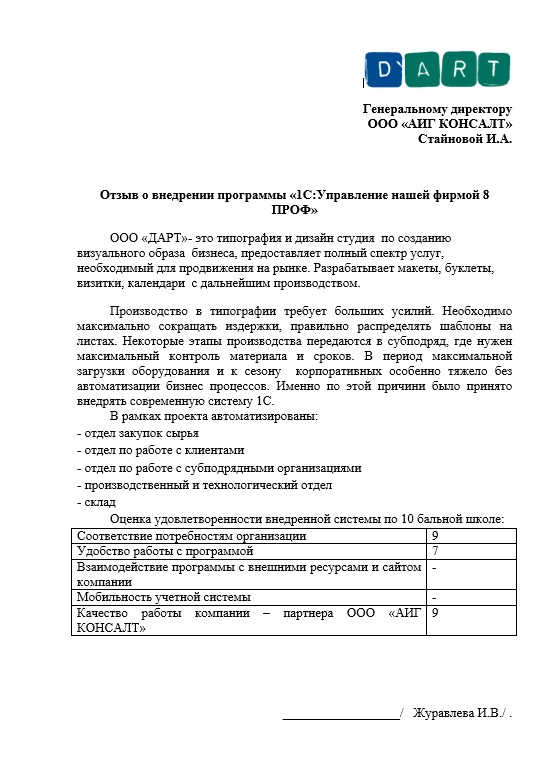 D`ART
Генеральному директору
ООО «АИГ КОНСАЛТ»
Стайновой И.А.
Отзыв о внедрении программы «1С:Управление нашей фирмой 8
ПРОФ»
ООО «ДАРТ»- это типография и дизайн студия по созданию
визуального образа бизнеса, предоставляет полный спектр услуг,
необходимый для продвижения на рынке. Разрабатывает макеты, буклеты,
визитки, календари с дальнейшим производством.
Производство в типографии требует больших усилий. Необходимо
максимально сокращать издержки, правильно распределять шаблоны на
листах. Некоторые этапы производства передаются в субподряд, где нужен
максимальный контроль материала и сроков. В период максимальной
загрузки оборудования и к сезону корпоративных особенно тяжело без
автоматизации бизнес процессов. Именно по этой причини было принято
внедрять современную систему 1С.
В рамках проекта автоматизированы:
- отдел закупок сырья
- отдел по работе с клиентами
- отдел по работе с субподрядными организациями
- производственный и технологический отдел
- склад
Оценка удовлетворенности внедренной системы по 10 бальной школе:
Соответствие потребностям организации 9
Удобство работы с программой 7
Взаимодействие программы с внешними ресурсами и сайтом -
компании
Мобильность учетной системы -
Качество работы компании – партнера ООО «АИГ 9
КОНСАЛТ»
__________________/ Журавлева И.В./ .